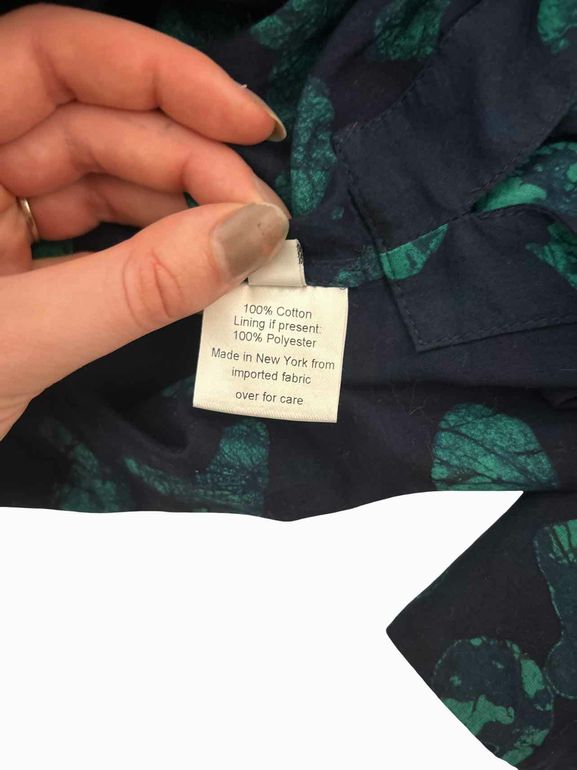 100% Cotton
Lining if present:
100% Polyester
Made in New York from
imported fabric
over for care